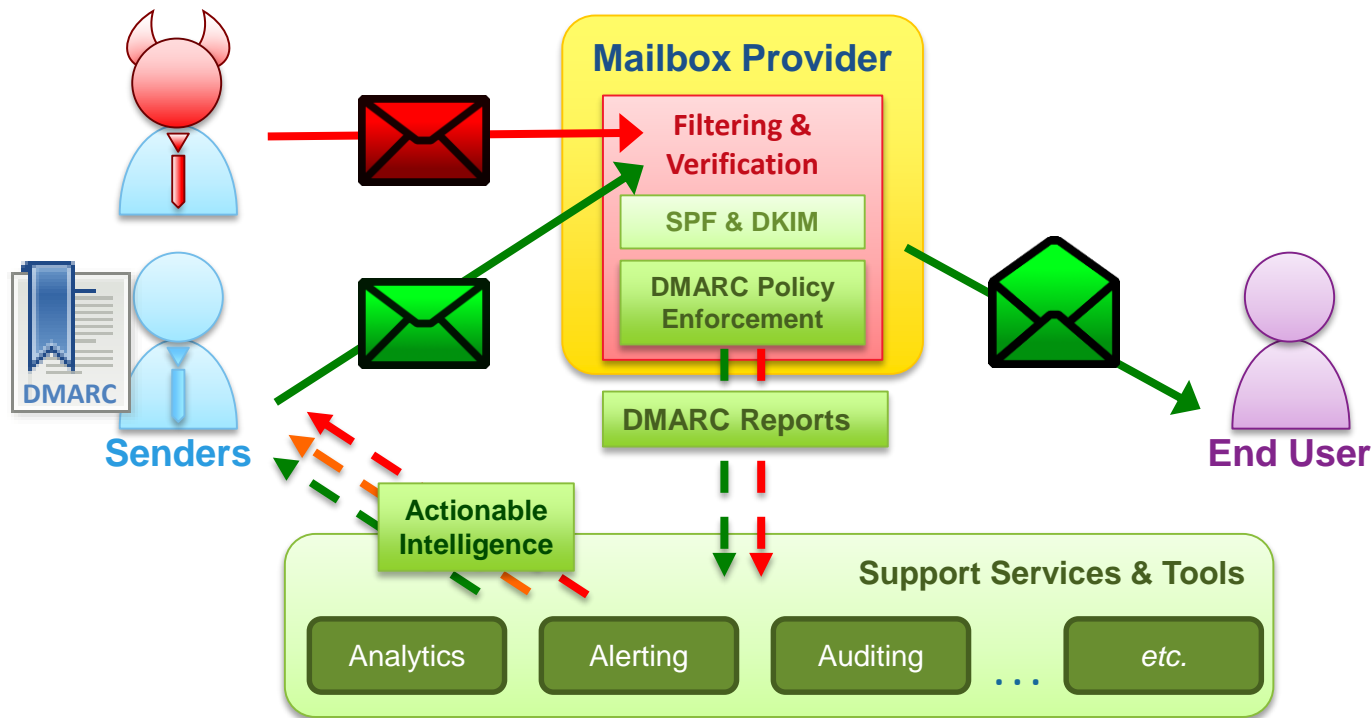 Mailbox Provider
Filtering &
Verification
SPF & DKIM
DMARC Policy
Enforcement
DMARC
Senders
DMARC Reports
End User
Actionable
Intelligence
Support Services & Tools
Analytics
Alerting
Auditing
...
etc.